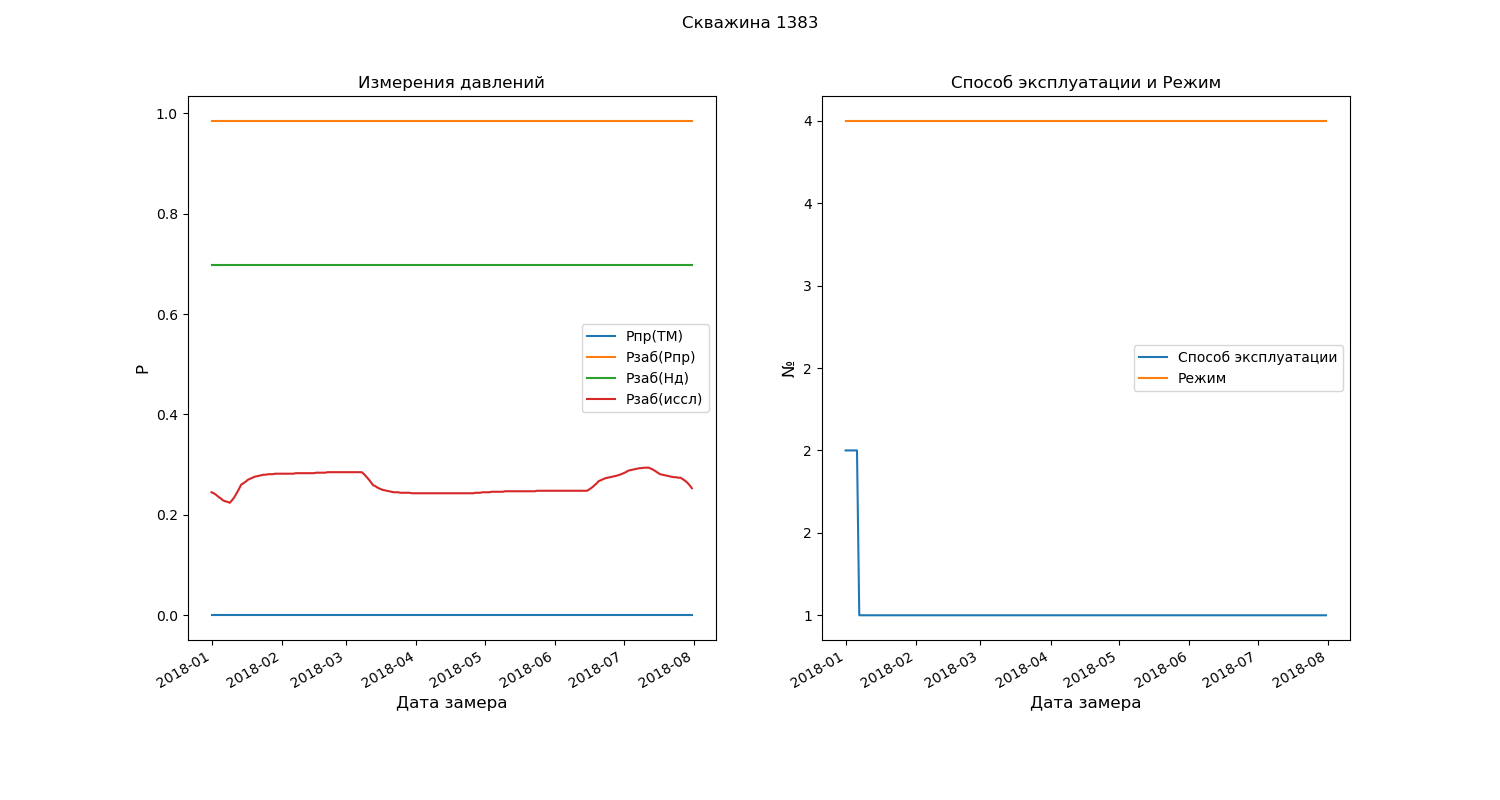 Скважина 1383
Измерения давлений
1.0
0.8
0.6
0.4
0.2
0.0
P
Pпр(ТМ)
Pзаб(Pпр)
Pзаб(Нд)
Pзаб(иссл)
2018-01
2018-02
2018-03
2018-04
2018-05
2018-06
2018-07
2018-08
Дата замера
Способ эксплуатации и Режим
4
4
3
2
2
2
1
№
Способ эксплуатации
Режим
2018-01
2018-02
2018-03
2018-04
2018-05
2018-06
2018-07
2018-08
Дата замера